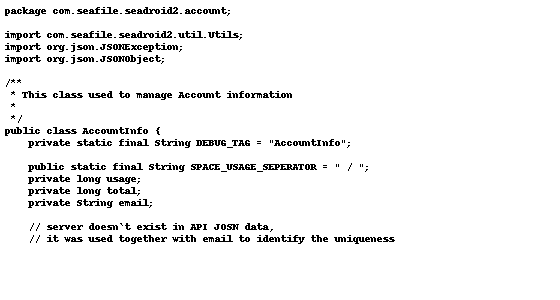 package com.seafile.seadroid2.account;
import com.seafile.seadroid2.util.Utils;
import org.json.JSONException;
import org.json.JSONObject;
/**
* This class used to manage Account information
*
*/
public class AccountInfo {
private static final String DEBUG_TAG = "AccountInfo";
public static final String SPACE_USAGE_SEPERATOR = " / ";
private long usage;
private long total;
private String email;
// server doesn`t exist in API JOSN data,
// it was used together with email to identify the uniqueness